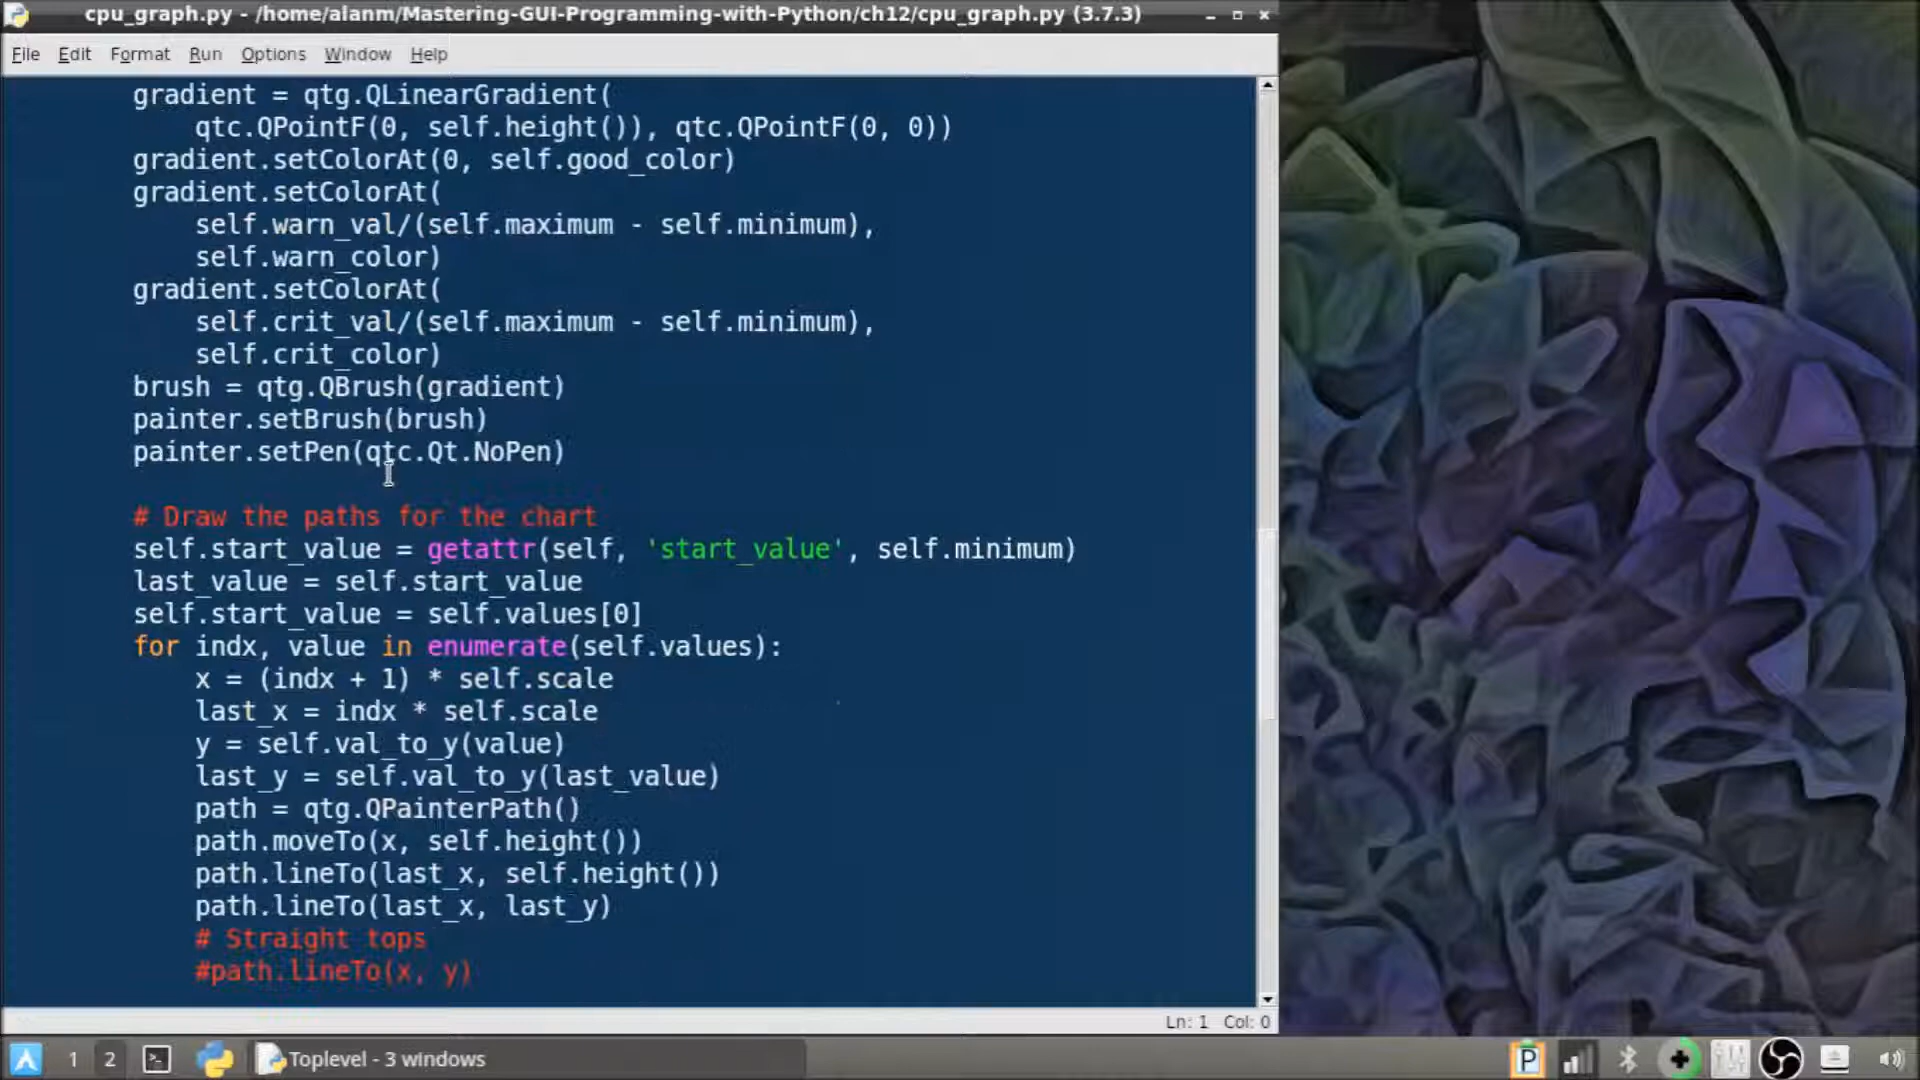 cpu_graph.py - /home/alanm/Mastering-GUI-Programming-with-Python/ch12/cpu_graph.py (3.7.3)
File Edit Format Run Options Window Help
gradient = qtg.QLinearGradient(
    qtc.QPointF(0, self.height()), qtc.QPointF(0, 0))
gradient.setColorAt(0, self.good_color)
gradient.setColorAt(
    self.warn_val/(self.maximum - self.minimum),
    self.warn_color)
gradient.setColorAt(
    self.crit_val/(self.maximum - self.minimum),
    self.crit_color)
brush = qtg.QBrush(gradient)
painter.setBrush(brush)
painter.setPen(qtc.Qt.NoPen)
# Draw the paths for the chart
self.start_value = getattr(self, 'start_value', self.minimum)
last_value = self.start_value
self.start_value = self.values[0]
for indx, value in enumerate(self.values):
    x = (indx + 1) * self.scale
    last_x = indx * self.scale
    y = self.val_to_y(value)
    last_y = self.val_to_y(last_value)
    path = qtg.QPainterPath()
    path.moveTo(x, self.height())
    path.lineTo(last_x, self.height())
    path.lineTo(last_x, last_y)
    # Straight tops
    #path.lineTo(x, y)
Ln: 1 Col: 0
1 2 Toplevel - 3 windows P